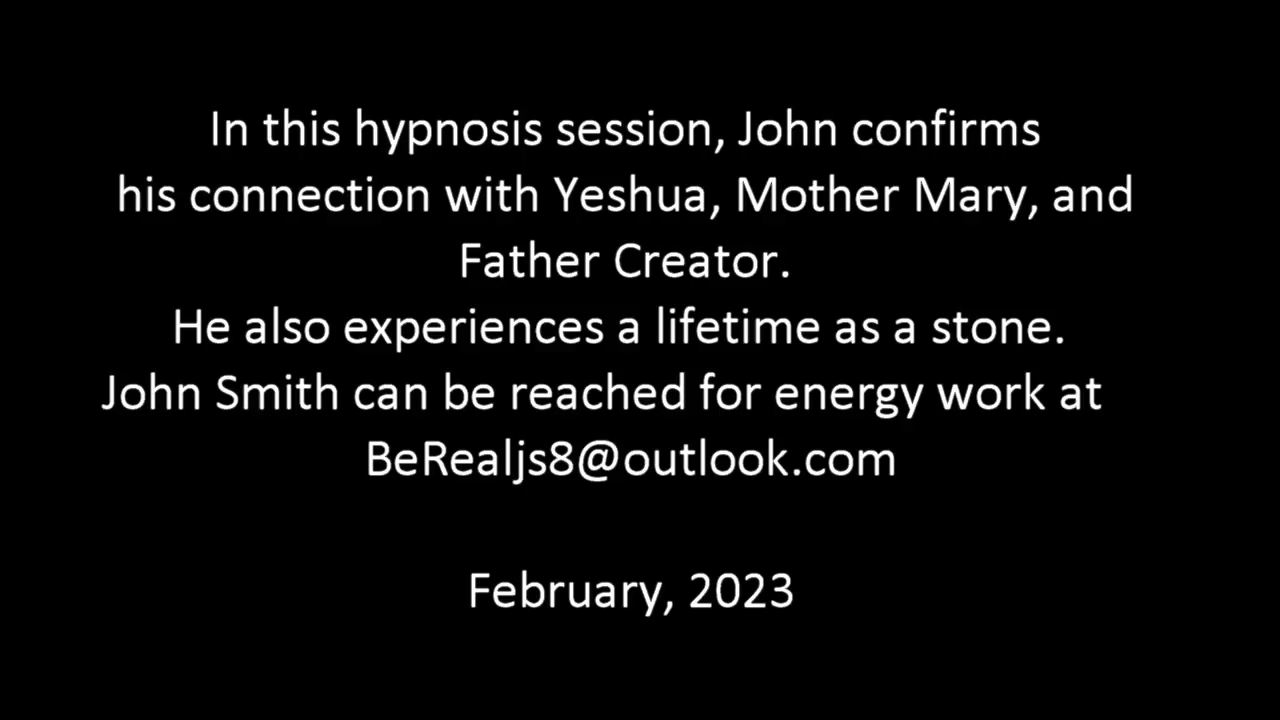 In this hypnosis session, John confirms
his connection with Yeshua, Mother Mary, and
Father Creator.
He also experiences a lifetime as a stone.
John Smith can be reached for energy work at
BeRealjs8@outlook.com
February, 2023